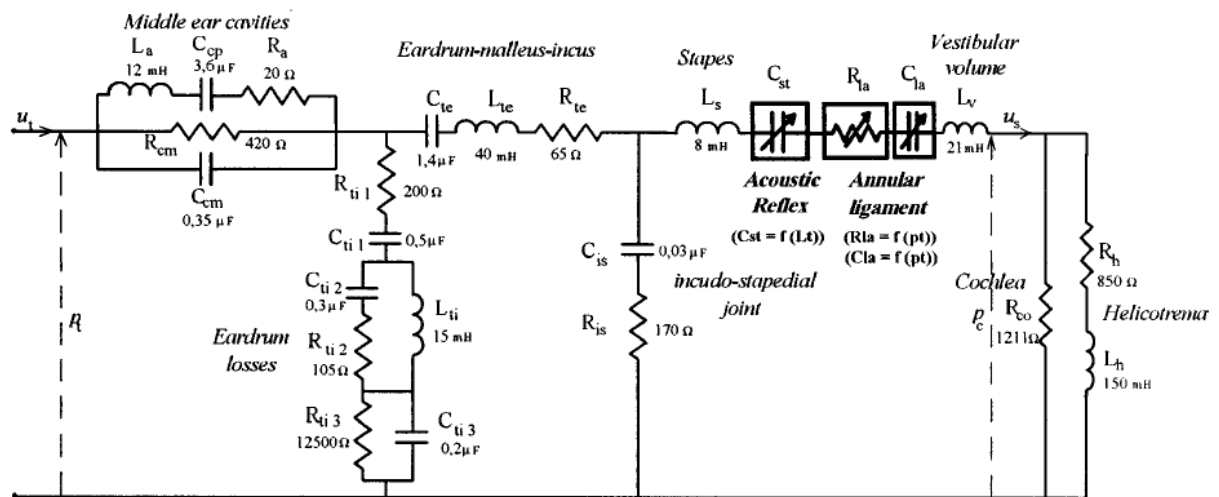 Middle ear cavities
L_a
12 mH
C_cp
3,6 µF
R_a
20 Ω
R_cm
420 Ω
C_cm
0,35 µF
u_t
p_t
Eardrum-malleus-incus
C_te
1,4 µF
L_te
40 mH
R_te
65 Ω
R_ti 1
200 Ω
C_ti 1
0,5 µF
C_ti 2
0,3 µF
L_ti
15 mH
R_ti 2
105 Ω
Eardrum
losses
R_ti 3
12500 Ω
C_ti 3
0,2 µF
C_is
0,03 µF
R_is
170 Ω
incudo-stapedial
joint
Stapes
L_s
8 mH
C_st
R_la
C_la
Acoustic
Reflex
(Cst = f (Lt))
Annular
ligament
(Rla = f (pt))
(Cla = f (pt))
Vestibular
volume
L_v
21 mH
u_s
p_c
Cochlea
R_co
1211 Ω
R_h
850 Ω
Helicotrema
L_h
150 mH